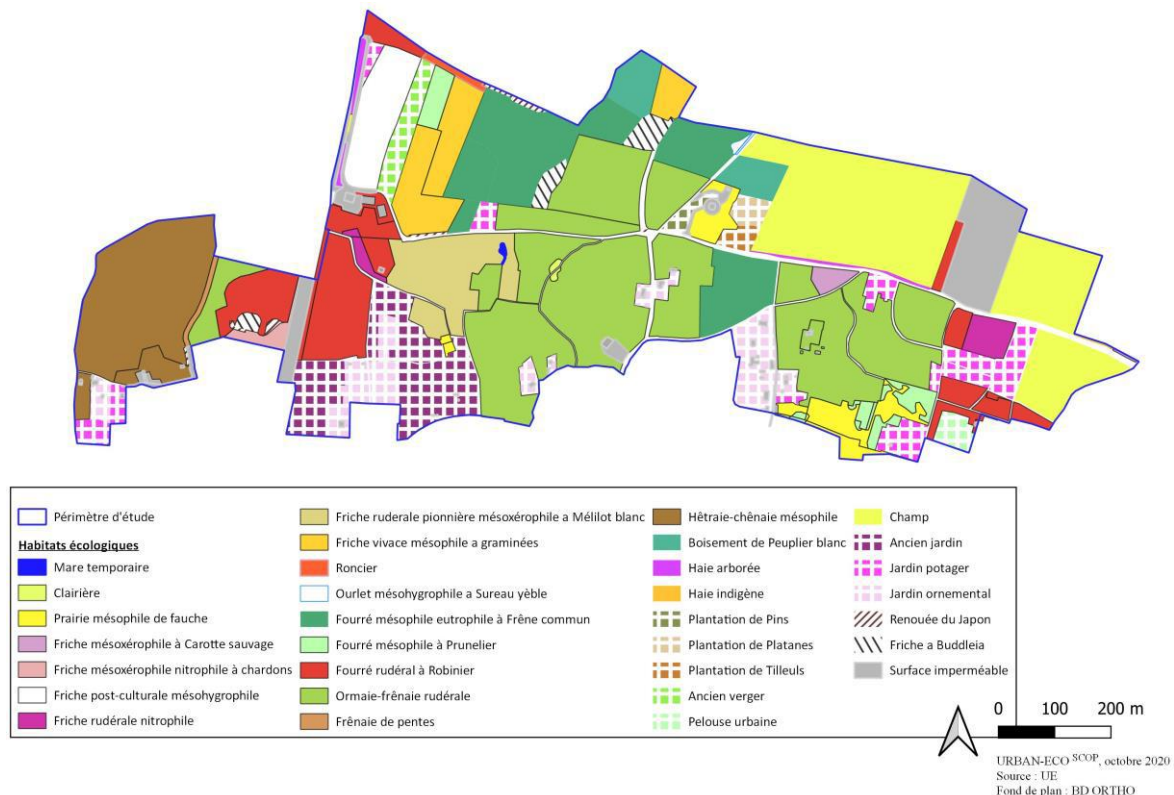 Périmètre d'étude
Habitats écologiques
Mare temporaire
Clairière
Prairie mésophile de fauche
Friche mésoxérophile à Carotte sauvage
Friche mésoxérophile nitrophile à chardons
Friche post-culturale mésohygrophile
Friche rudérale nitrophile
Friche ruderale pionnière mésoxérophile a Mélilot blanc
Friche vivace mésophile a graminées
Roncier
Ourlet mésohygrophile a Sureau yèble
Fourré mésophile eutrophile à Frêne commun
Fourré mésophile à Prunelier
Fourré rudéral à Robinier
Ormaie-frênaie rudérale
Frênaie de pentes
Hêtraie-chênaie mésophile
Boisement de Peuplier blanc
Haie arborée
Haie indigène
Plantation de Pins
Plantation de Platanes
Plantation de Tilleuls
Ancien verger
Pelouse urbaine
Champ
Ancien jardin
Jardin potager
Jardin ornemental
Renouée du Japon
Friche a Buddleia
Surface imperméable
0 100 200 m
URBAN-ECO SCOP, octobre 2020
Source : UE
Fond de plan : BD ORTHO